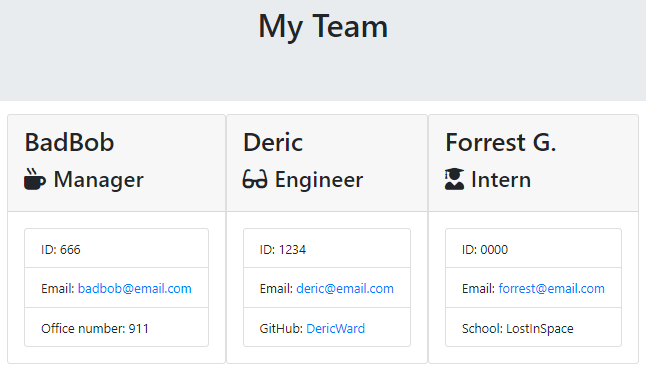 My Team
BadBob
Manager
ID: 666
Email: badbob@email.com
Office number: 911
Deric
Engineer
ID: 1234
Email: deric@email.com
GitHub: DericWard
Forrest G.
Intern
ID: 0000
Email: forrest@email.com
School: LostInSpace